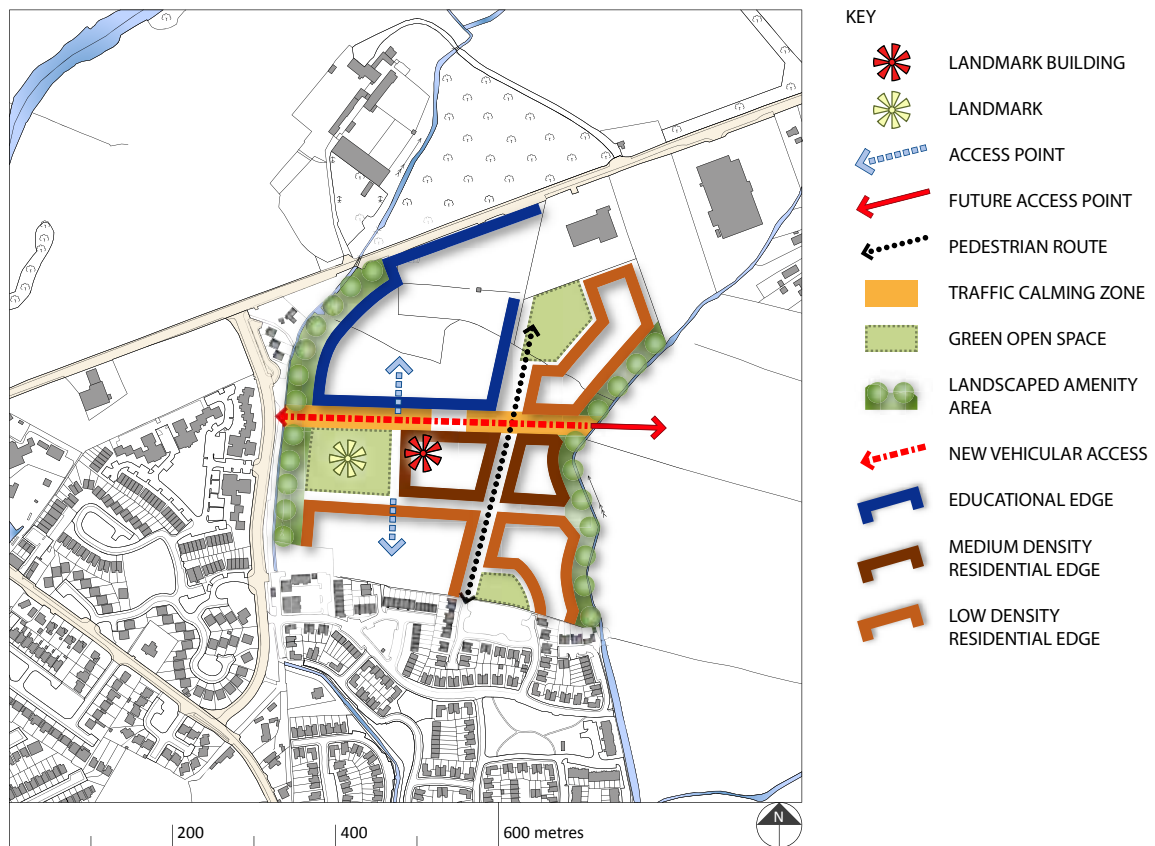 KEY
LANDMARK BUILDING
LANDMARK
ACCESS POINT
FUTURE ACCESS POINT
PEDESTRIAN ROUTE
TRAFFIC CALMING ZONE
GREEN OPEN SPACE
LANDSCAPED AMENITY
AREA
NEW VEHICULAR ACCESS
EDUCATIONAL EDGE
MEDIUM DENSITY
RESIDENTIAL EDGE
LOW DENSITY
RESIDENTIAL EDGE
200
400
600 metres
N